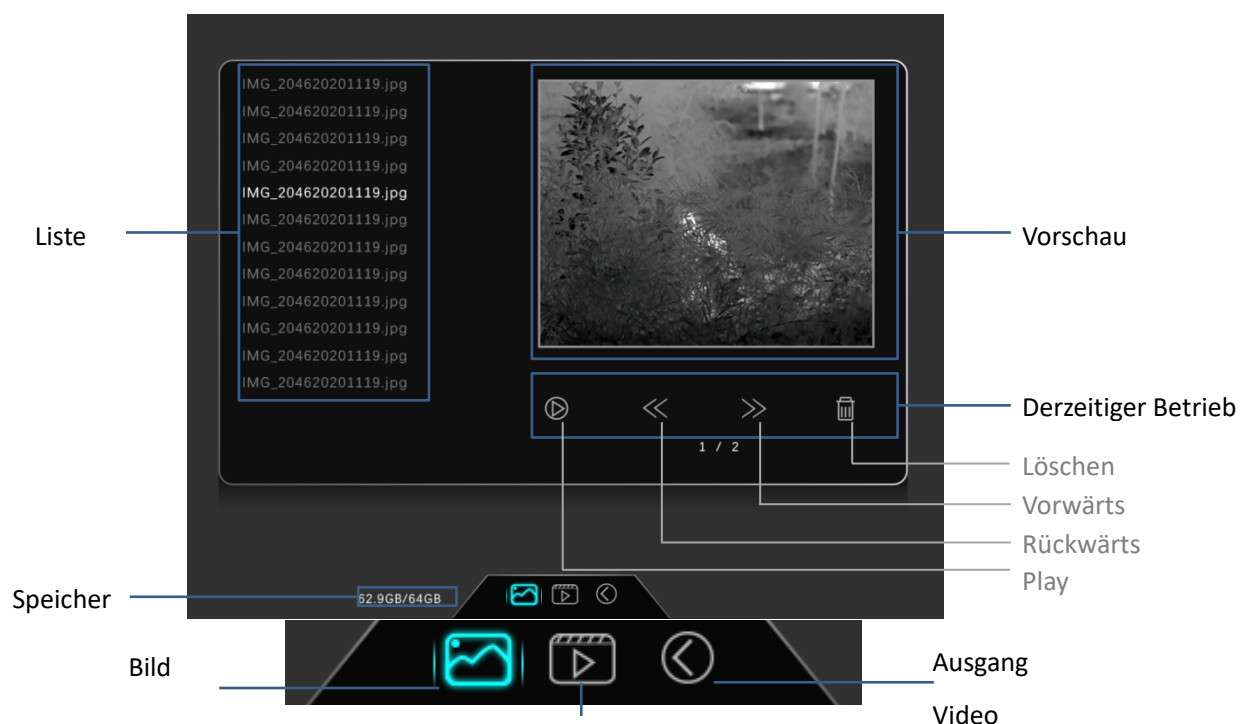 IMG_204620201119.jpg
IMG_204620201119.jpg
IMG_204620201119.jpg
IMG_204620201119.jpg
IMG_204620201119.jpg
IMG_204620201119.jpg
IMG_204620201119.jpg
IMG_204620201119.jpg
IMG_204620201119.jpg
IMG_204620201119.jpg
IMG_204620201119.jpg
IMG_204620201119.jpg
Liste
Vorschau
Derzeitiger Betrieb
1 / 2
Löschen
Vorwärts
Rückwärts
Play
Speicher
62.9GB/64GB
Bild
Ausgang
Video